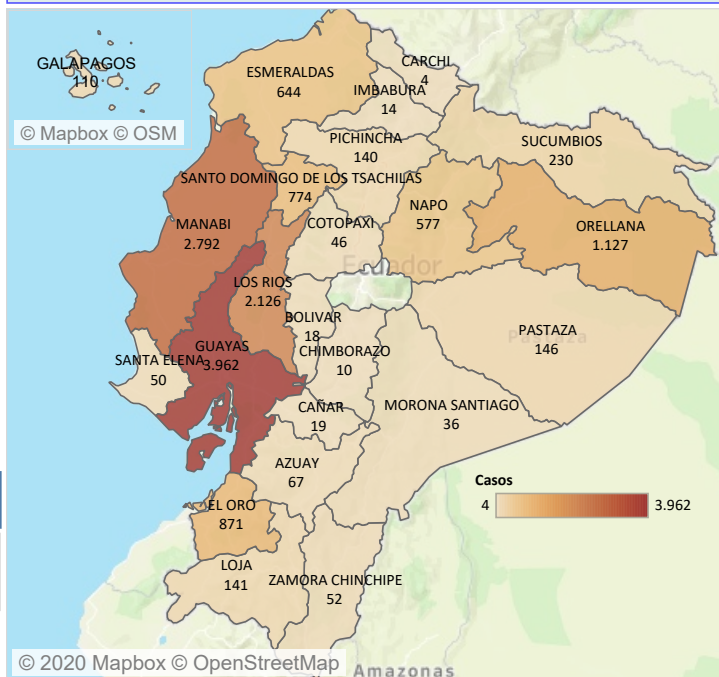 GALAPAGOS
110
© Mapbox © OSM
ESMERALDAS
644
CARCHI
4
IMBABURA
14
PICHINCHA
140
SUCUMBIOS
230
SANTO DOMINGO DE LOS TSACHILAS
774
NAPO
577
MANABI
2.792
COTOPAXI
46
ORELLANA
1.127
Ecuador
LOS RIOS
2.126
BOLIVAR
18
PASTAZA
Pastaza
146
SANTA ELENA
50
GUAYAS
3.962
CHIMBORAZO
10
CAÑAR
19
MORONA SANTIAGO
36
AZUAY
67
Casos
4
3.962
EL ORO
871
LOJA
141
ZAMORA CHINCHIPE
52
© 2020 Mapbox © OpenStreetMap
Amazonas